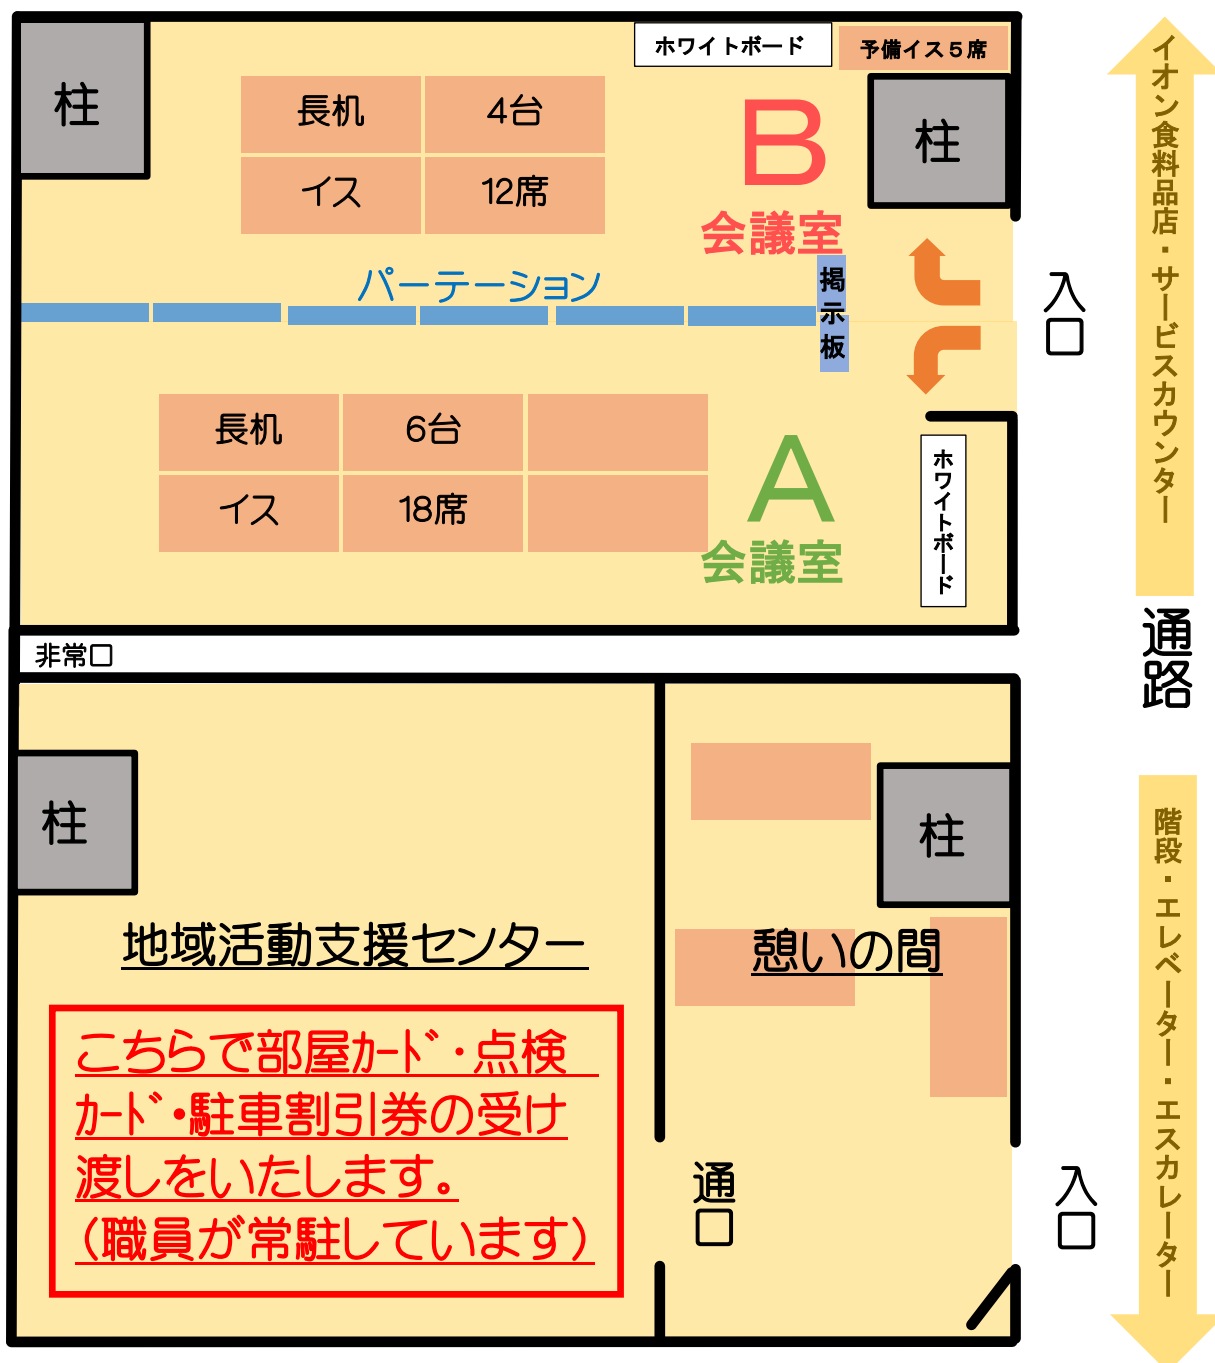 ホワイトボード
予備イス５席
柱
長机
4台
イス
12席
B
会議室
柱
パーテーション
掲示板
入口
長机
6台
イス
18席
A
会議室
ホワイトボード
イオン食料品店・サービスカウンター
非常口
通路
柱
柱
地域活動支援センター
憩いの間
こちらで部屋ｶｰﾄﾞ・点検
ｶｰﾄﾞ・駐車割引券の受け
渡しをいたします。
（職員が常駐しています）
通口
入口
階段・エレベーター・エスカレーター